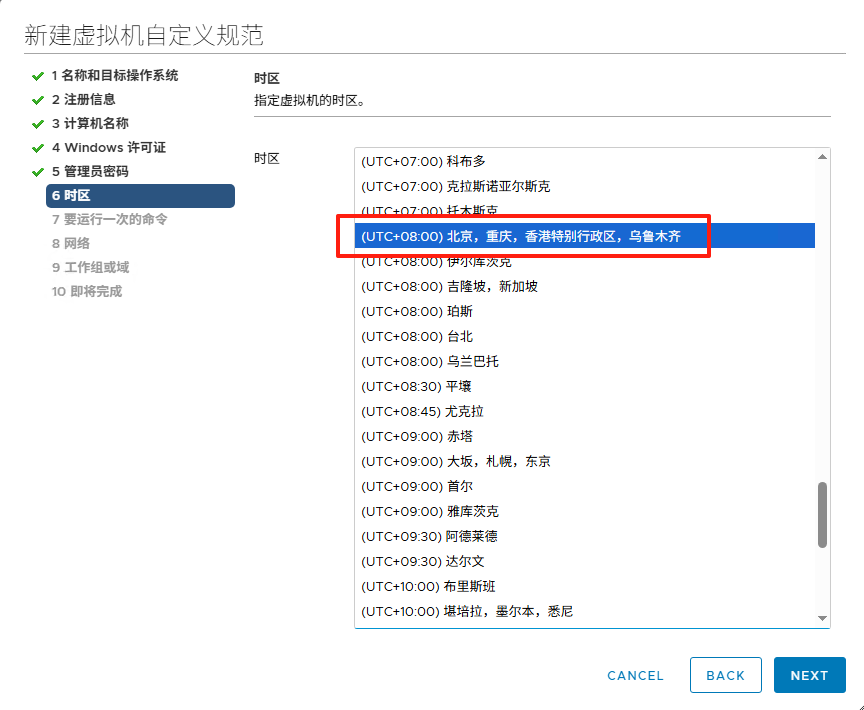 新建虚拟机自定义规范
1 名称和目标操作系统
2 注册信息
3 计算机名称
4 Windows 许可证
5 管理员密码
6 时区
7 要运行一次的命令
8 网络
9 工作组或域
10 即将完成
时区
指定虚拟机的时区。
时区
(UTC+07:00) 科布多
(UTC+07:00) 克拉斯诺亚尔斯克
(UTC+07:00) 托木斯克
(UTC+08:00) 北京，重庆，香港特别行政区，乌鲁木齐
(UTC+08:00) 伊尔库茨克
(UTC+08:00) 吉隆坡，新加坡
(UTC+08:00) 珀斯
(UTC+08:00) 台北
(UTC+08:00) 乌兰巴托
(UTC+08:30) 平壤
(UTC+08:45) 尤克拉
(UTC+09:00) 赤塔
(UTC+09:00) 大坂，札幌，东京
(UTC+09:00) 首尔
(UTC+09:00) 雅库茨克
(UTC+09:30) 阿德莱德
(UTC+09:30) 达尔文
(UTC+10:00) 布里斯班
(UTC+10:00) 堪培拉，墨尔本，悉尼
CANCEL
BACK
NEXT